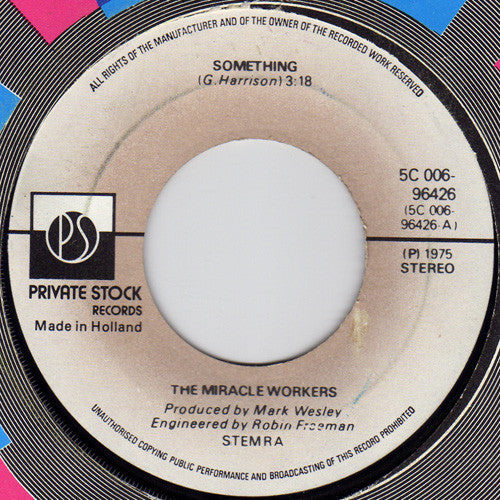 ALL RIGHTS OF THE MANUFACTURER AND OF THE OWNER OF THE RECORDED WORK RESERVED
SOMETHING
(G. Harrison) 3:18
5C 006-
96426
(5C 006-
96426-A)
(P) 1975
STEREO
PS
PRIVATE STOCK
RECORDS
Made in Holland
THE MIRACLE WORKERS
Produced by Mark Wesley
Engineered by Robin Freeman
STEMRA
UNAUTHORISED COPYING PUBLIC PERFORMANCE AND BROADCASTING OF THIS RECORD PROHIBITED